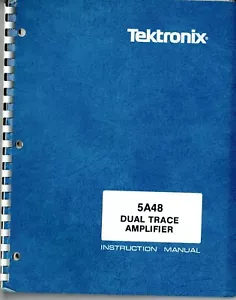 Tektronix
5A48
DUAL TRACE
AMPLIFIER
INSTRUCTION MANUAL